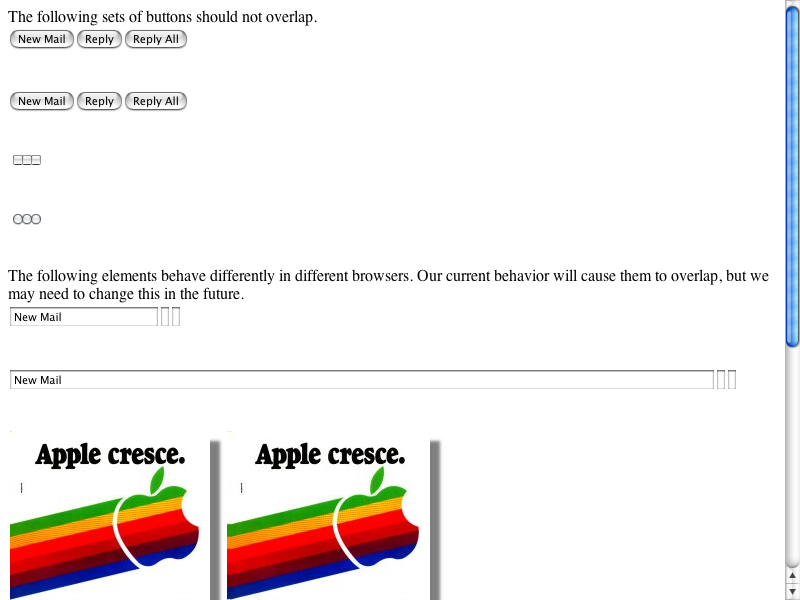 The following sets of buttons should not overlap.
New Mail Reply Reply All
New Mail Reply Reply All
The following elements behave differently in different browsers. Our current behavior will cause them to overlap, but we
may need to change this in the future.
New Mail
New Mail
Apple cresce. Apple cresce.